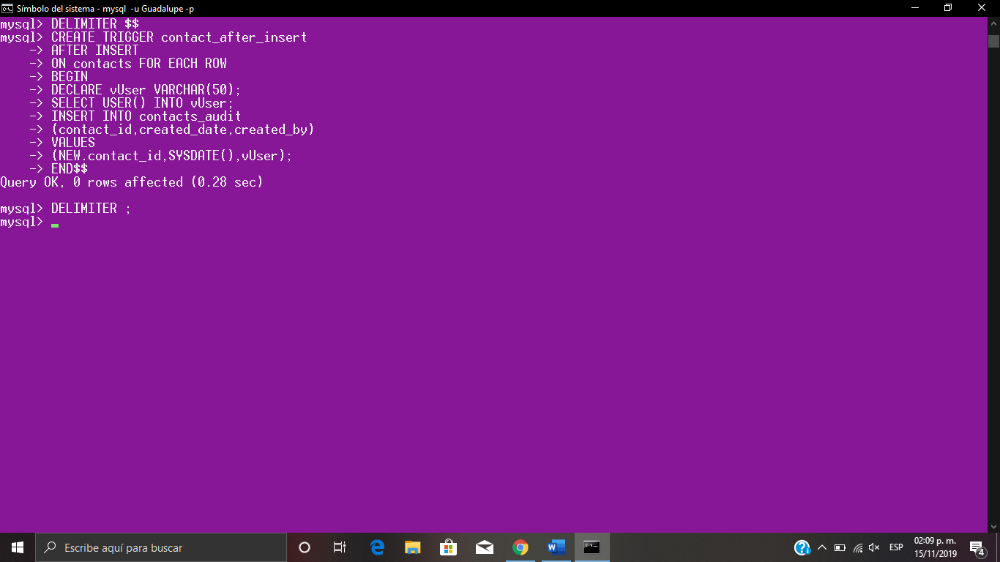 Símbolo del sistema - mysql -u Guadalupe -p
mysql> DELIMITER $$
mysql> CREATE TRIGGER contact_after_insert
-> AFTER INSERT
-> ON contacts FOR EACH ROW
-> BEGIN
-> DECLARE vUser VARCHAR(50);
-> SELECT USER() INTO vUser;
-> INSERT INTO contacts_audit
-> (contact_id,created_date,created_by)
-> VALUES
-> (NEW.contact_id,SYSDATE(),vUser);
-> END$$
Query OK, 0 rows affected (0.28 sec)
mysql> DELIMITER ;
mysql>
Escribe aquí para buscar
ESP
02:09 p. m.
15/11/2019
4